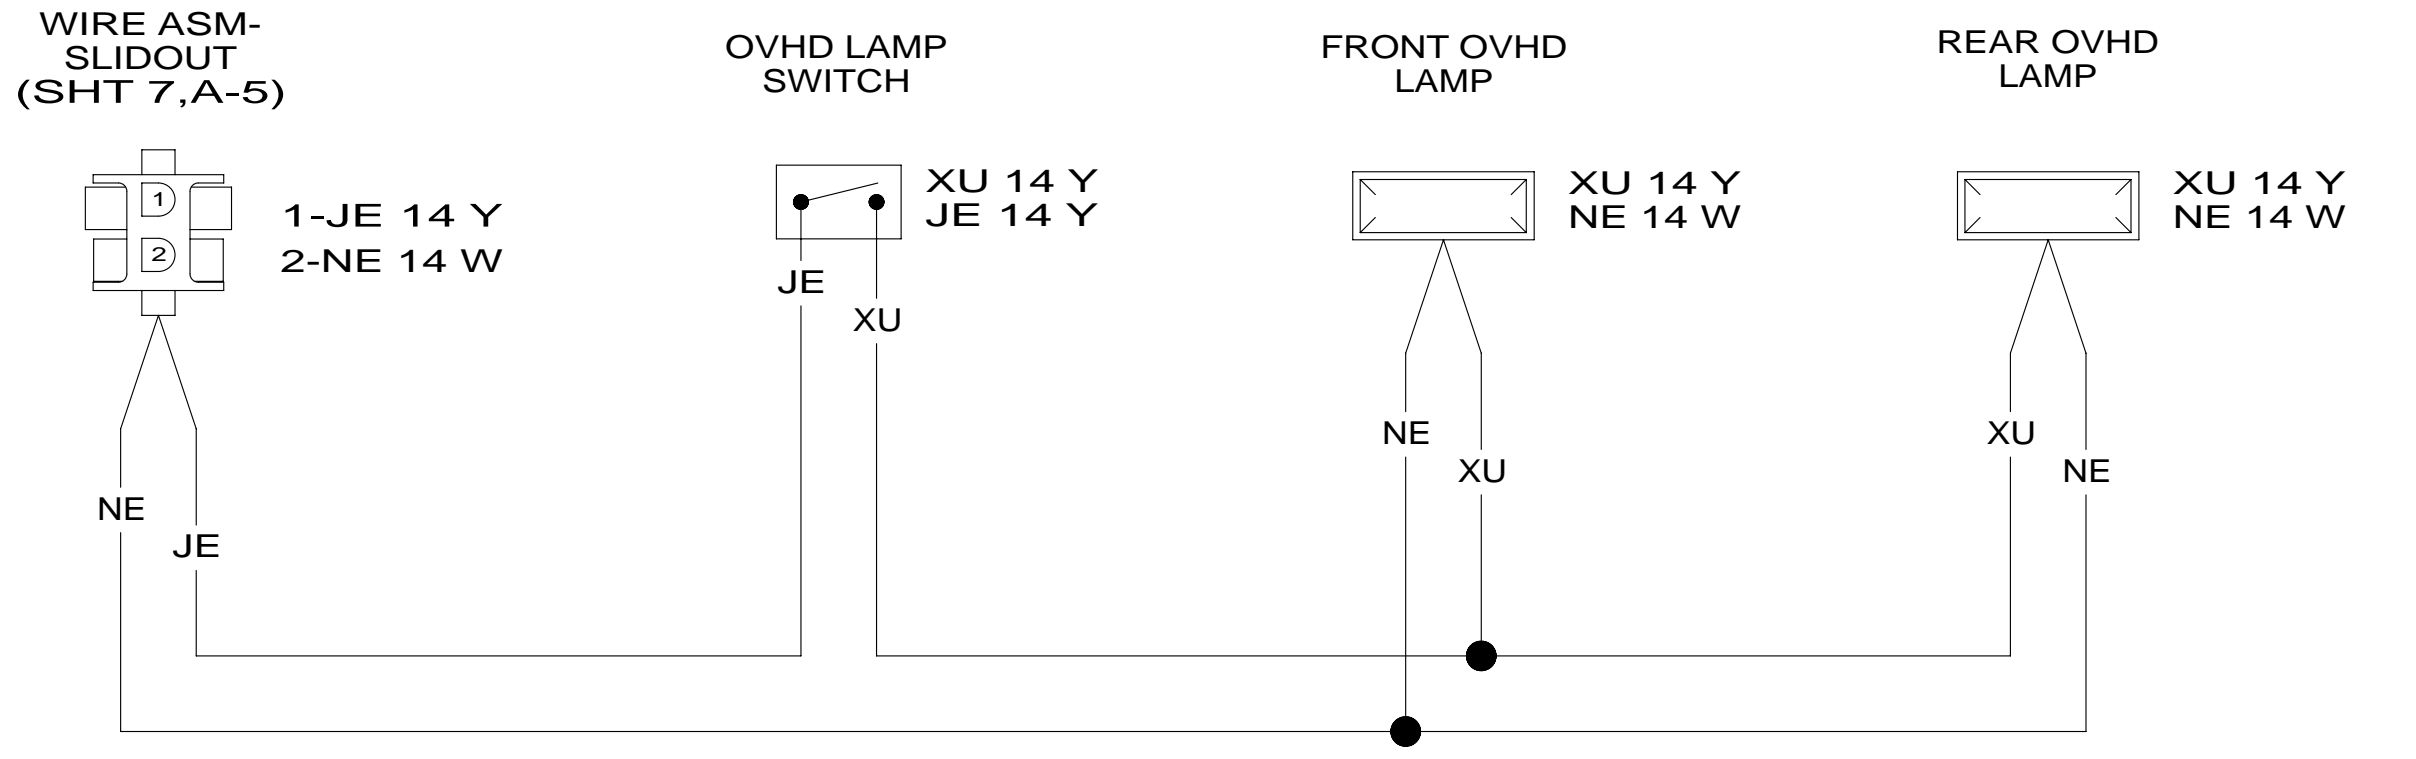 WIRE ASM-
SLIDOUT
(SHT 7,A-5)
OVHD LAMP
SWITCH
FRONT OVHD
LAMP
REAR OVHD
LAMP
1
2
1-JE 14 Y
2-NE 14 W
XU 14 Y
JE 14 Y
XU 14 Y
NE 14 W
XU 14 Y
NE 14 W
JE
XU
NE
XU
XU
NE
NE
JE